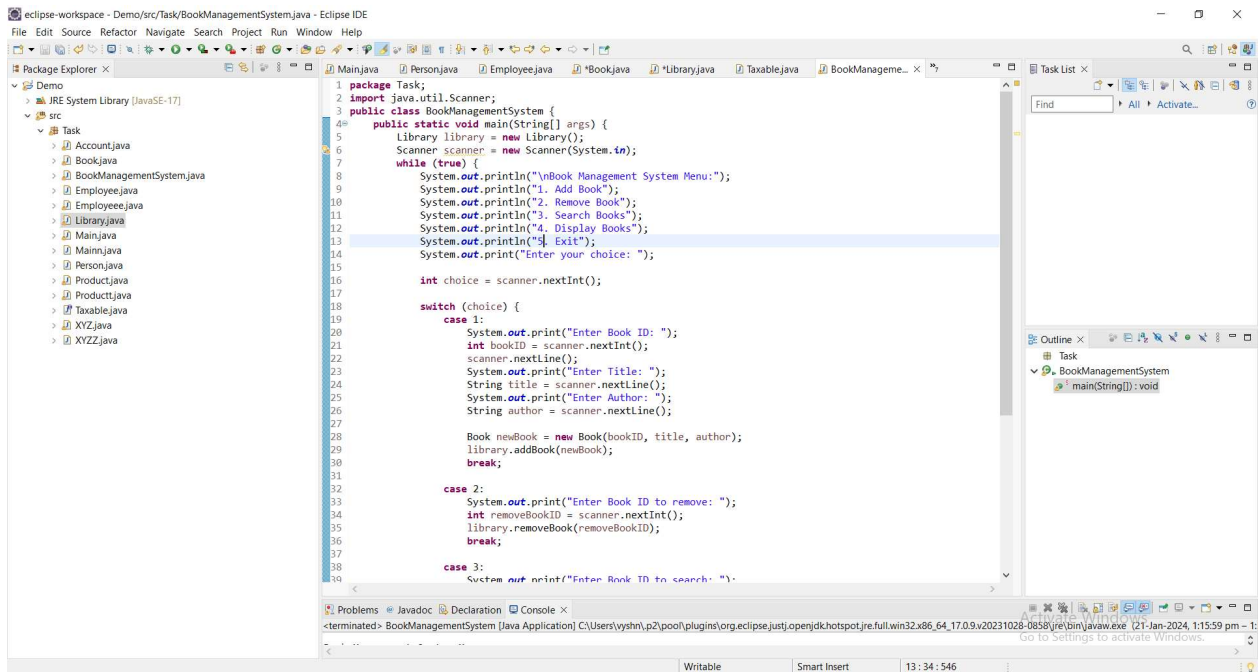 eclipse-workspace - Demo/src/Task/BookManagementSystem.java - Eclipse IDE
File Edit Source Refactor Navigate Search Project Run Window Help
Package Explorer
Demo
JRE System Library [JavaSE-17]
src
Task
Account.java
Book.java
BookManagementSystem.java
Employee.java
Employeee.java
Library.java
Main.java
Mainn.java
Person.java
Product.java
Productt.java
Taxable.java
XYZ.java
XYZZ.java
Main.java Person.java Employee.java *Book.java *Library.java Taxable.java BookManageme... »7
1 package Task;
2 import java.util.Scanner;
3 public class BookManagementSystem {
4 public static void main(String[] args) {
5 Library library = new Library();
6 Scanner scanner = new Scanner(System.in);
7 while (true) {
8 System.out.println("\nBook Management System Menu:");
9 System.out.println("1. Add Book");
10 System.out.println("2. Remove Book");
11 System.out.println("3. Search Books");
12 System.out.println("4. Display Books");
13 System.out.println("5. Exit");
14 System.out.print("Enter your choice: ");
15
16 int choice = scanner.nextInt();
17
18 switch (choice) {
19 case 1:
20 System.out.print("Enter Book ID: ");
21 int bookID = scanner.nextInt();
22 scanner.nextLine();
23 System.out.print("Enter Title: ");
24 String title = scanner.nextLine();
25 System.out.print("Enter Author: ");
26 String author = scanner.nextLine();
27
28 Book newBook = new Book(bookID, title, author);
29 library.addBook(newBook);
30 break;
31
32 case 2:
33 System.out.print("Enter Book ID to remove: ");
34 int removeBookID = scanner.nextInt();
35 library.removeBook(removeBookID);
36 break;
37
38 case 3:
39 System.out.print("Enter Book ID to search: ");
Task List
Find All Activate...
Outline
Task
BookManagementSystem
main(String[]) : void
Problems Javadoc Declaration Console
<terminated> BookManagementSystem [Java Application] C:\Users\vyshn\.p2\pool\plugins\org.eclipse.justj.openjdk.hotspot.jre.full.win32.x86_64_17.0.9.v20231028-0858\jre\bin\javaw.exe (21-Jan-2024, 1:15:59 pm – 1:
Activate Windows
Go to Settings to activate Windows.
Writable Smart Insert 13 : 34 : 546